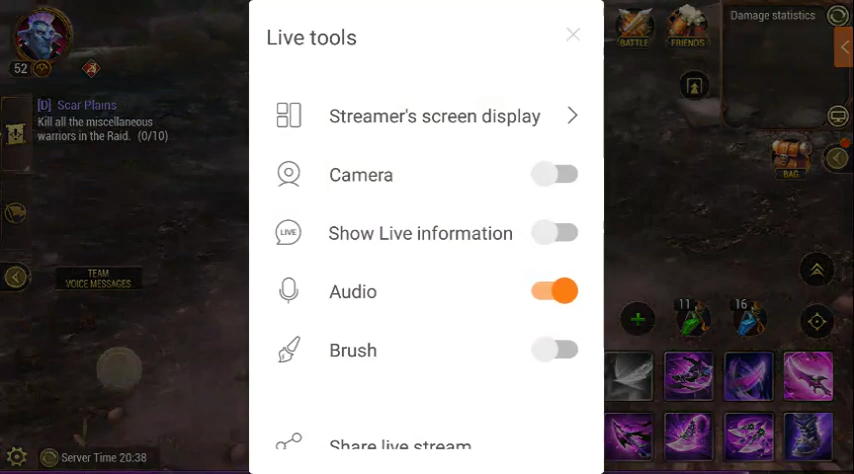 Live tools
Streamer's screen display
Camera
LIVE
Show Live information
Audio
Brush
Share live stream
52
[D] Scar Plains
Kill all the miscellaneous
warriors in the Raid. (0/10)
TEAM
VOICE MESSAGES
Server Time 20:38
BATTLE
FRIENDS
Damage statistics
BAG
11
16